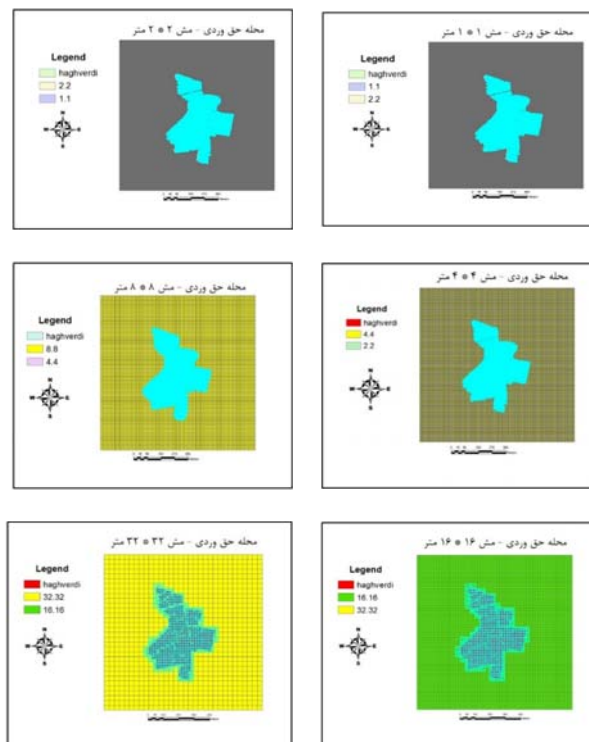 محله حق وردی - مش ۱ * ۱ متر
Legend
haghverdi
1.1
2.2
N
W E
S
محله حق وردی - مش ۲ * ۲ متر
Legend
haghverdi
2.2
1.1
N
W E
S
محله حق وردی - مش ۴ * ۴ متر
Legend
haghverdi
4.4
2.2
N
W E
S
محله حق وردی - مش ۸ * ۸ متر
Legend
haghverdi
8.8
4.4
N
W E
S
محله حق وردی - مش ۱۶ * ۱۶ متر
Legend
haghverdi
16.16
32.32
N
W E
S
محله حق وردی - مش ۳۲ * ۳۲ متر
Legend
haghverdi
32.32
16.16
N
W E
S